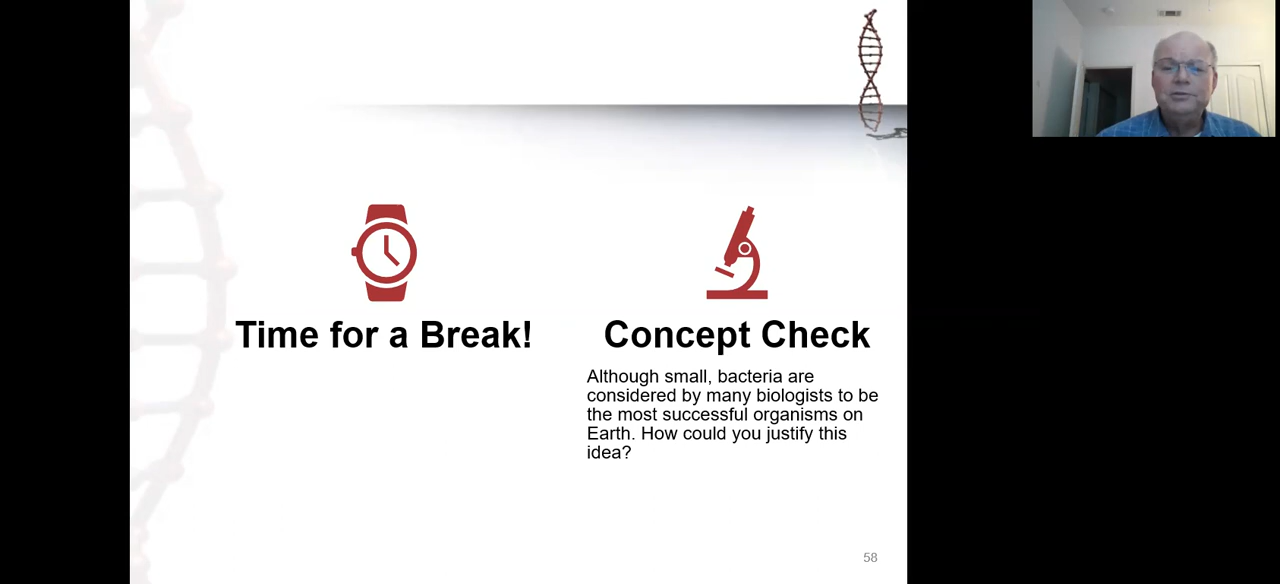 Time for a Break!
Concept Check
Although small, bacteria are
considered by many biologists to be
the most successful organisms on
Earth. How could you justify this
idea?
58